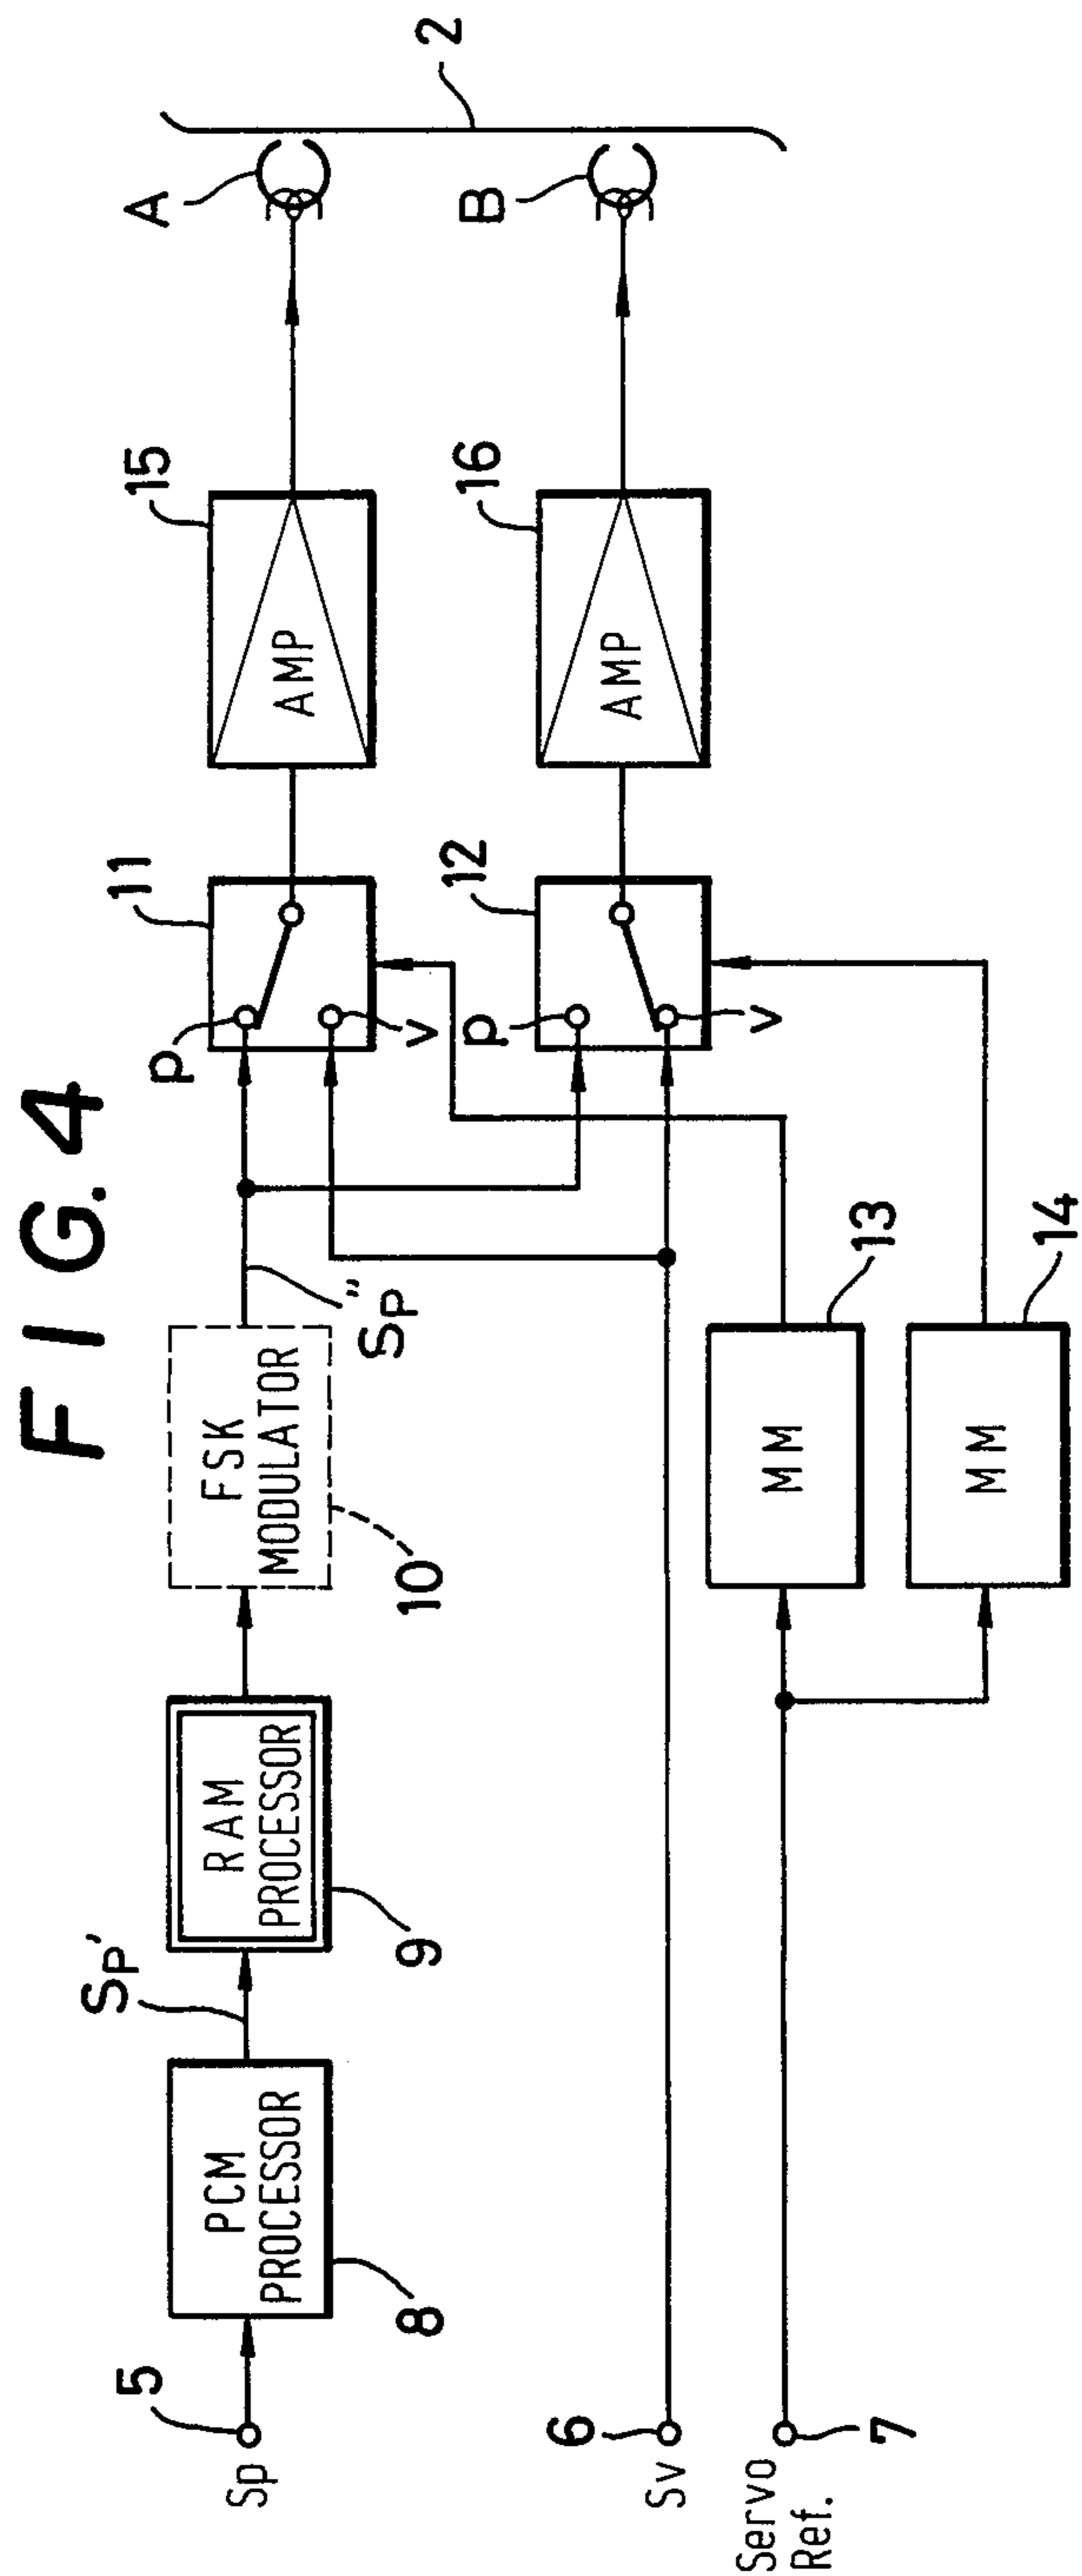 FIG. 4
5
Sp
8
PCM
PROCESSOR
Sp'
9
RAM
PROCESSOR
10
FSK
MODULATOR
Sp"
11
p
v
15
AMP
A
2
6
Sv
12
p
v
16
AMP
B
7
Servo
Ref.
13
MM
14
MM